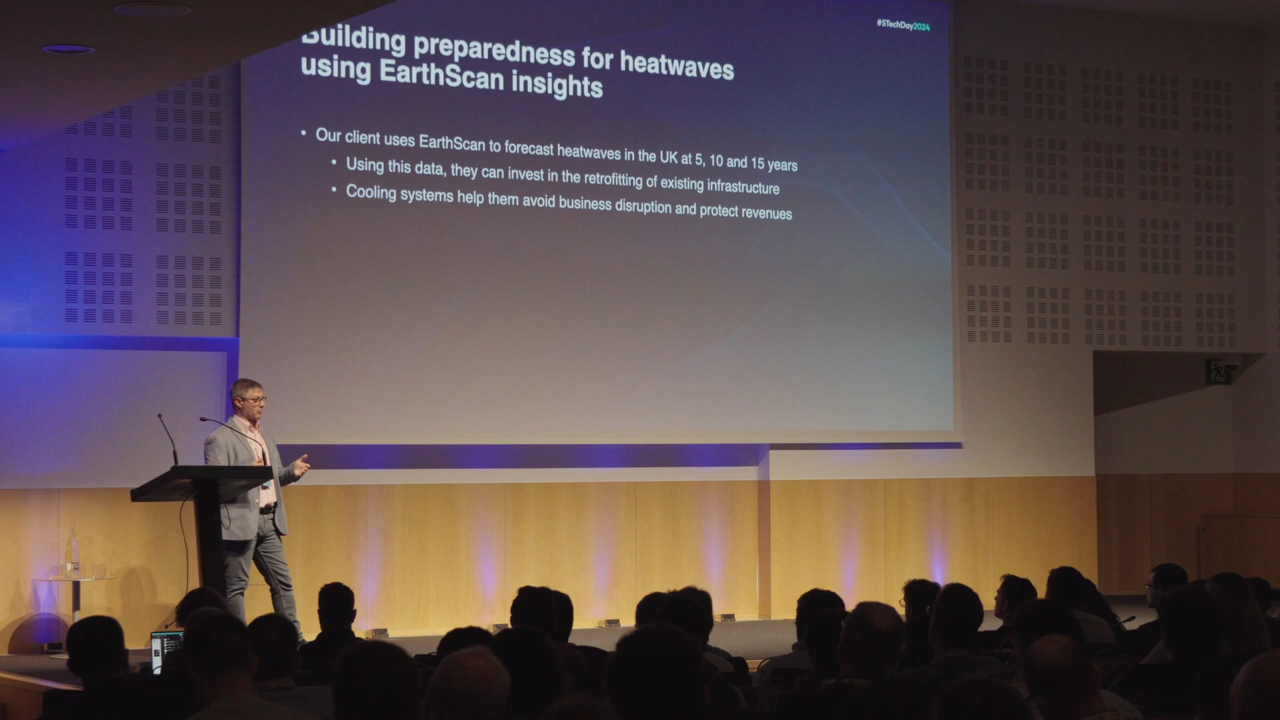 #STechDay2024
Building preparedness for heatwaves
using EarthScan insights
• Our client uses EarthScan to forecast heatwaves in the UK at 5, 10 and 15 years
• Using this data, they can invest in the retrofitting of existing infrastructure
• Cooling systems help them avoid business disruption and protect revenues